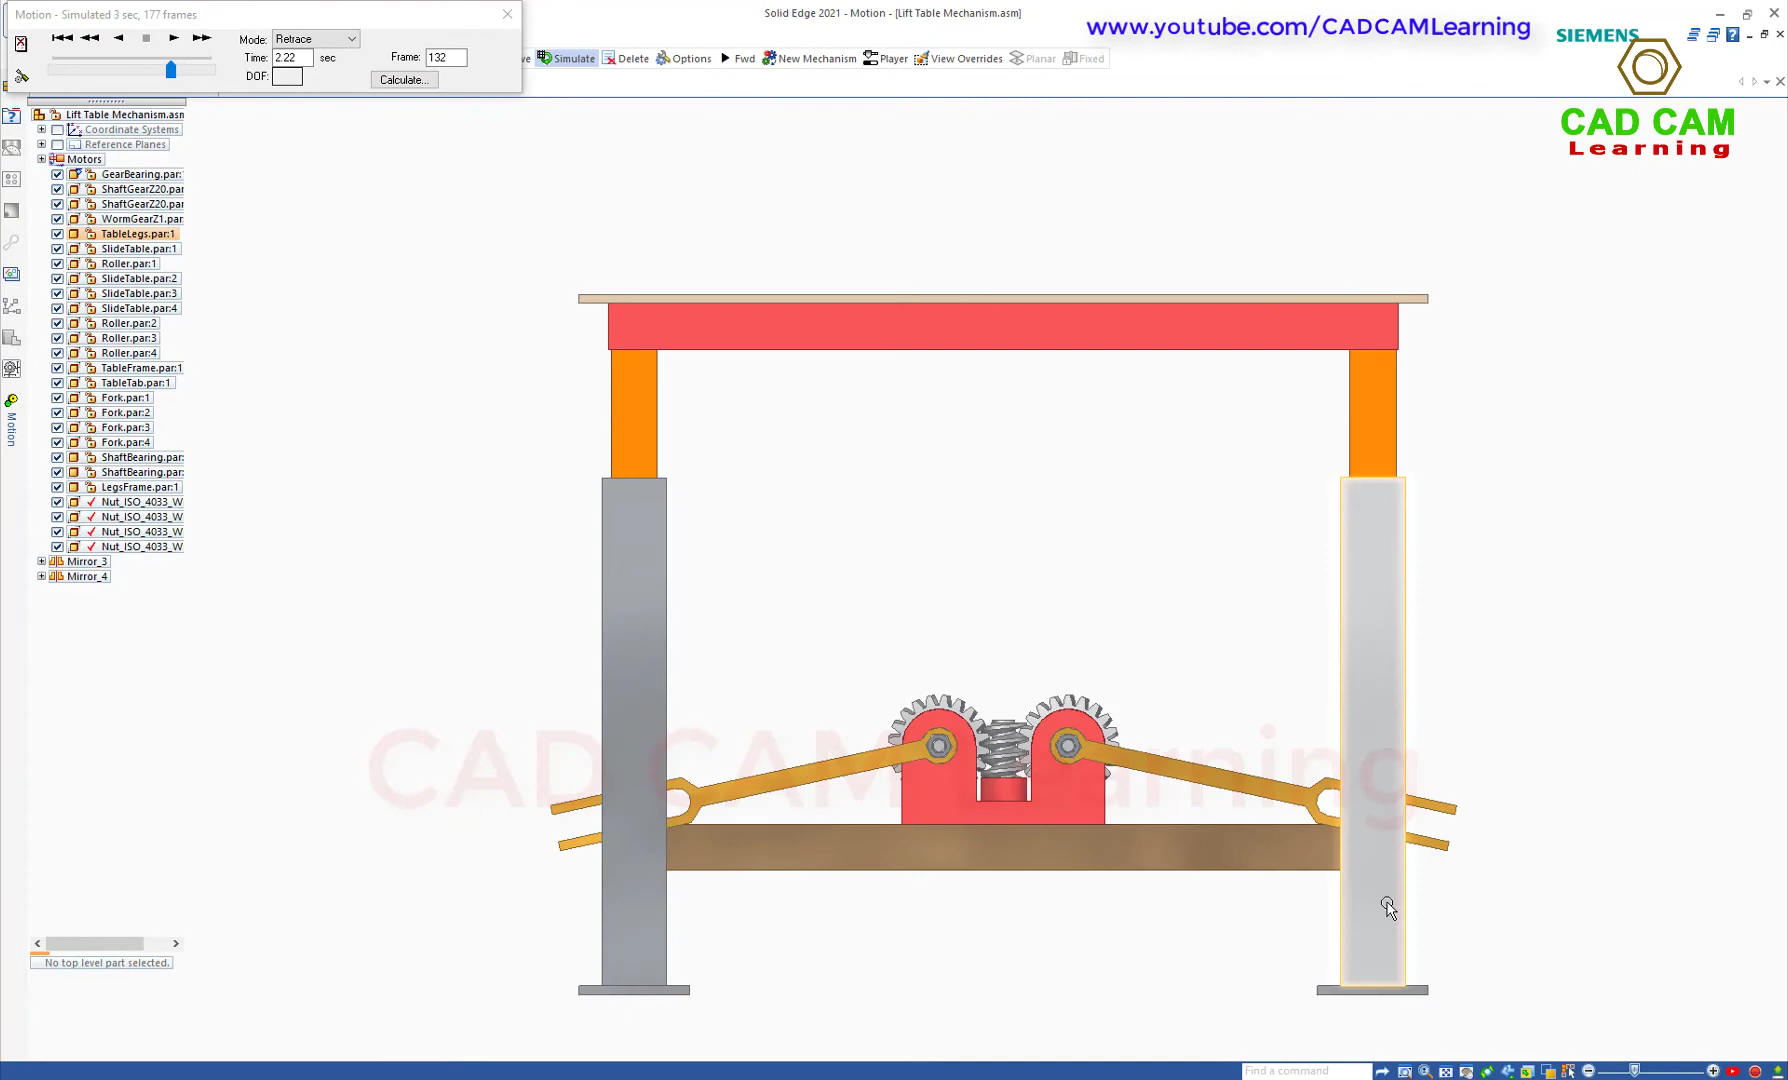 Motion - Simulated 3 sec, 177 frames
Solid Edge 2021 - Motion - [Lift Table Mechanism.asm]
www.youtube.com/CADCAMLearning
SIEMENS
Mode: Retrace
Time: 2.22 sec
Frame: 132
DOF:
Calculate...
ve
Simulate
Delete
Options
Fwd
New Mechanism
Player
View Overrides
Planar
Fixed
CAD CAM
Learning
Lift Table Mechanism.asm
Coordinate Systems
Reference Planes
Motors
GearBearing.par:
ShaftGearZ20.par
ShaftGearZ20.par
WormGearZ1.par
TableLegs.par:1
SlideTable.par:1
Roller.par:1
SlideTable.par:2
SlideTable.par:3
SlideTable.par:4
Roller.par:2
Roller.par:3
Roller.par:4
TableFrame.par:1
TableTab.par:1
Fork.par:1
Fork.par:2
Fork.par:3
Fork.par:4
ShaftBearing.par:
ShaftBearing.par:
LegsFrame.par:1
Nut_ISO_4033_W
Nut_ISO_4033_W
Nut_ISO_4033_W
Nut_ISO_4033_W
Mirror_3
Mirror_4
Motion
CAD CAM Learning
No top level part selected.
Find a command